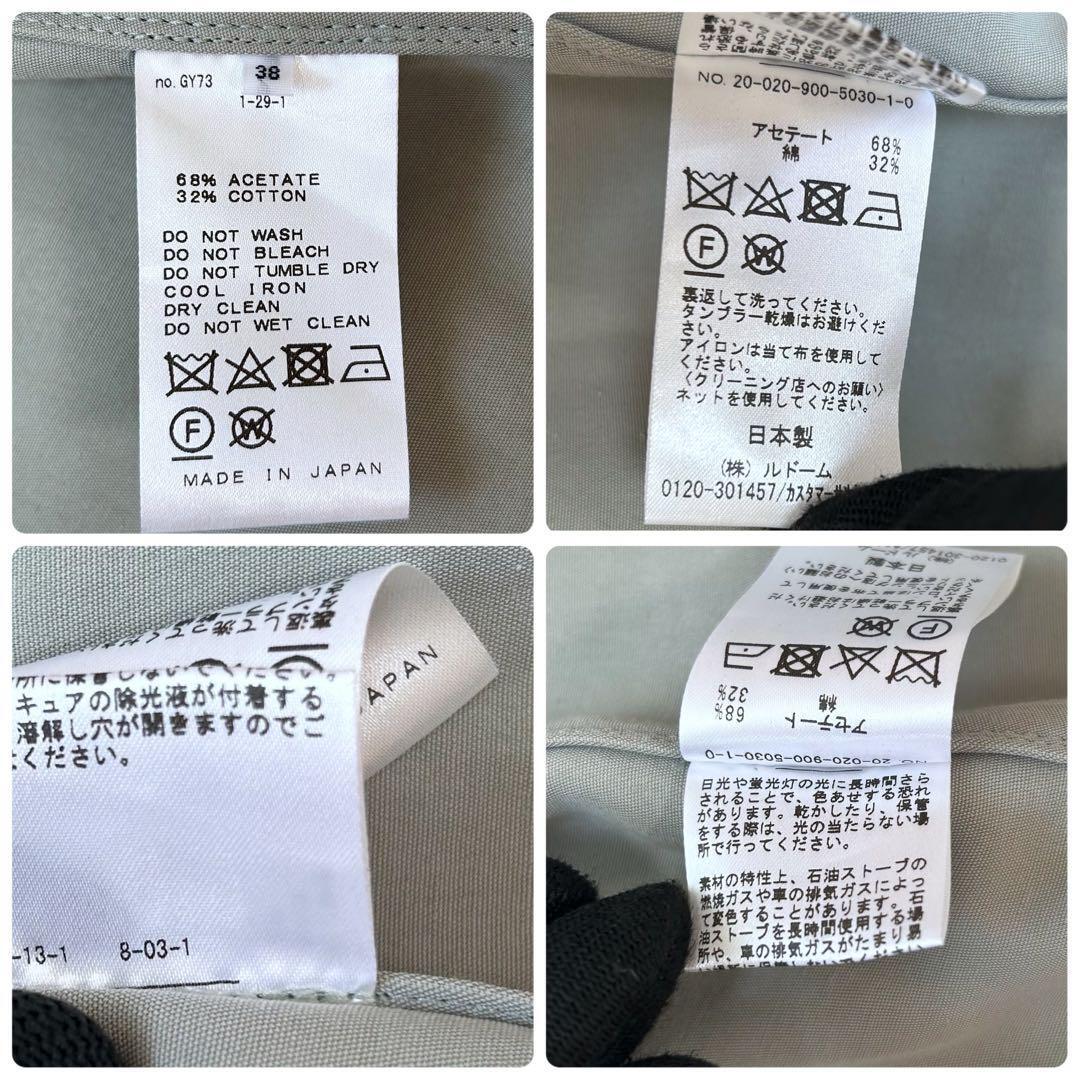 no. GY73
38
1-29-1
68% ACETATE
32% COTTON
DO NOT WASH
DO NOT BLEACH
DO NOT TUMBLE DRY
COOL IRON
DRY CLEAN
DO NOT WET CLEAN
F
W
MADE IN JAPAN
NO. 20-020-900-5030-1-0
アセテート 68%
綿 32%
F
W
裏返して洗ってください。
タンブラー乾燥はお避けくだ
さい。
アイロンは当て布を使用して
ください。
〈クリーニング店へのお願い〉
ネットを使用してください。
日本製
(株) ルドーム
0120-301457/カスタマー
キュアの除光液が付着する
溶解し穴が開きますのでご
ください。
-13-1 8-03-1
APAN
日本製
F
W
68%
32%
アセテート
綿
NO. 20-020-900-5030-1-0
日光や蛍光灯の光に長時間さら
されることで、色あせする恐れ
があります。乾かしたり、保管
をする際は、光の当たらない場
所で行ってください。
素材の特性上、石油ストーブの
燃焼ガスや車の排気ガスによっ
て変色することがあります。石
油ストーブを長時間使用する場
所や、車の排気ガスがたまり易